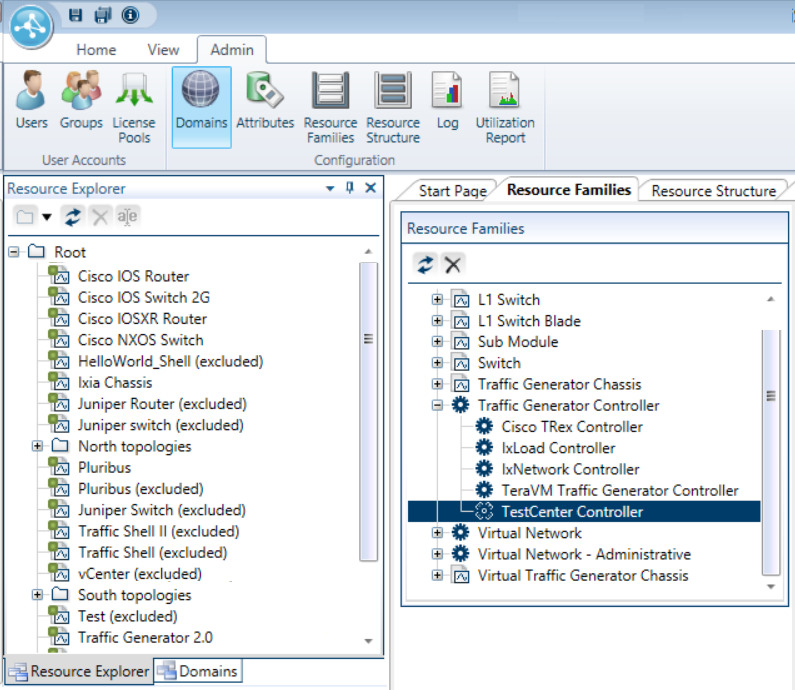 Home View Admin
Users Groups License Pools Domains Attributes Resource Families Resource Structure Log Utilization Report
User Accounts Configuration
Resource Explorer
Start Page Resource Families Resource Structure
Resource Families
a/e
Root
Cisco IOS Router
Cisco IOS Switch 2G
Cisco IOSXR Router
Cisco NXOS Switch
HelloWorld_Shell (excluded)
Ixia Chassis
Juniper Router (excluded)
Juniper switch (excluded)
North topologies
Pluribus
Pluribus (excluded)
Juniper Switch (excluded)
Traffic Shell II (excluded)
Traffic Shell (excluded)
vCenter (excluded)
South topologies
Test (excluded)
Traffic Generator 2.0
L1 Switch
L1 Switch Blade
Sub Module
Switch
Traffic Generator Chassis
Traffic Generator Controller
Cisco TRex Controller
IxLoad Controller
IxNetwork Controller
TeraVM Traffic Generator Controller
TestCenter Controller
Virtual Network
Virtual Network - Administrative
Virtual Traffic Generator Chassis
Resource Explorer Domains